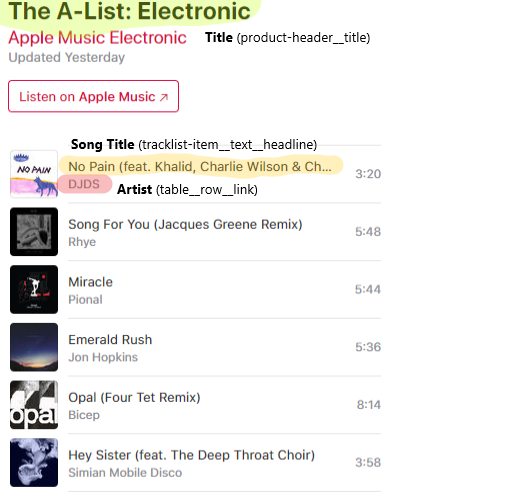 The A-List: Electronic
Apple Music Electronic Title (product-header__title)
Updated Yesterday
Listen on Apple Music ↗
Song Title (tracklist-item__text__headline)
NO PAIN
No Pain (feat. Khalid, Charlie Wilson & Ch... 3:20
DJDS Artist (table__row__link)
Song For You (Jacques Greene Remix) 5:48
Rhye
Miracle 5:44
Pional
Emerald Rush 5:36
Jon Hopkins
Opal (Four Tet Remix) 8:14
opal
Bicep
Hey Sister (feat. The Deep Throat Choir) 3:58
Simian Mobile Disco